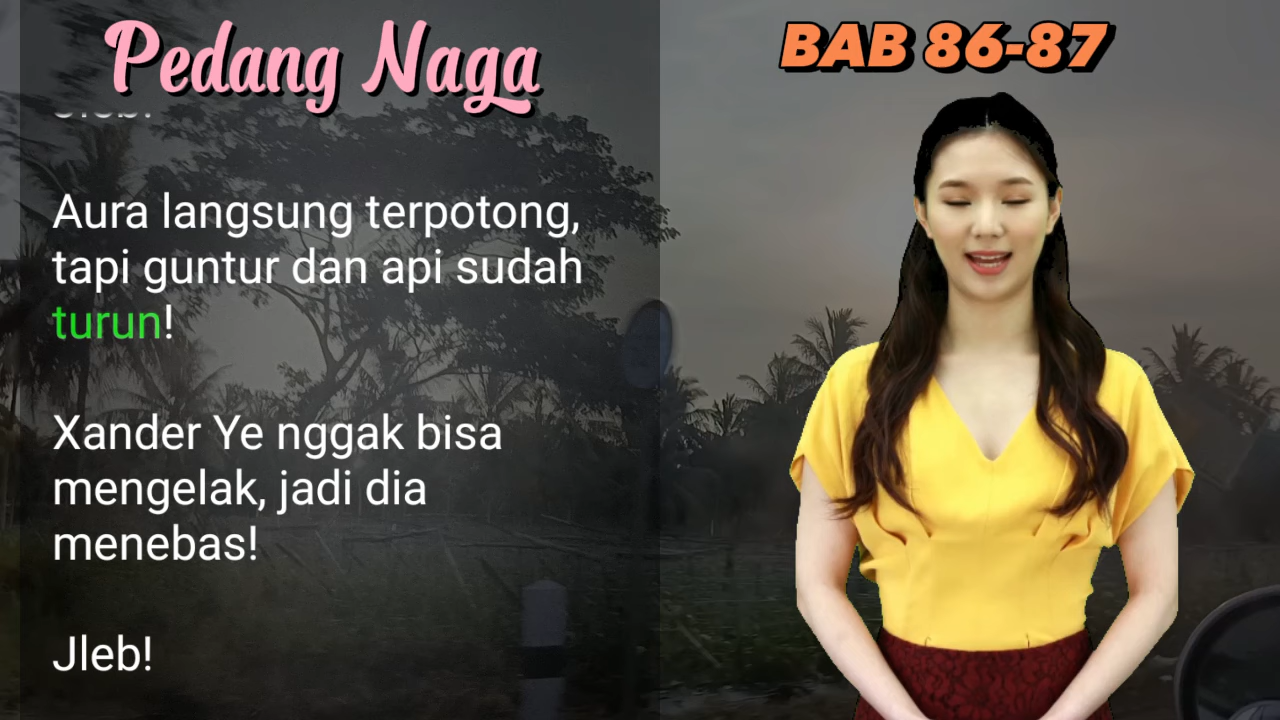 Pedang Naga
BAB 86-87
Aura langsung terpotong,
tapi guntur dan api sudah
turun!
Xander Ye nggak bisa
mengelak, jadi dia
menebas!
Jleb!